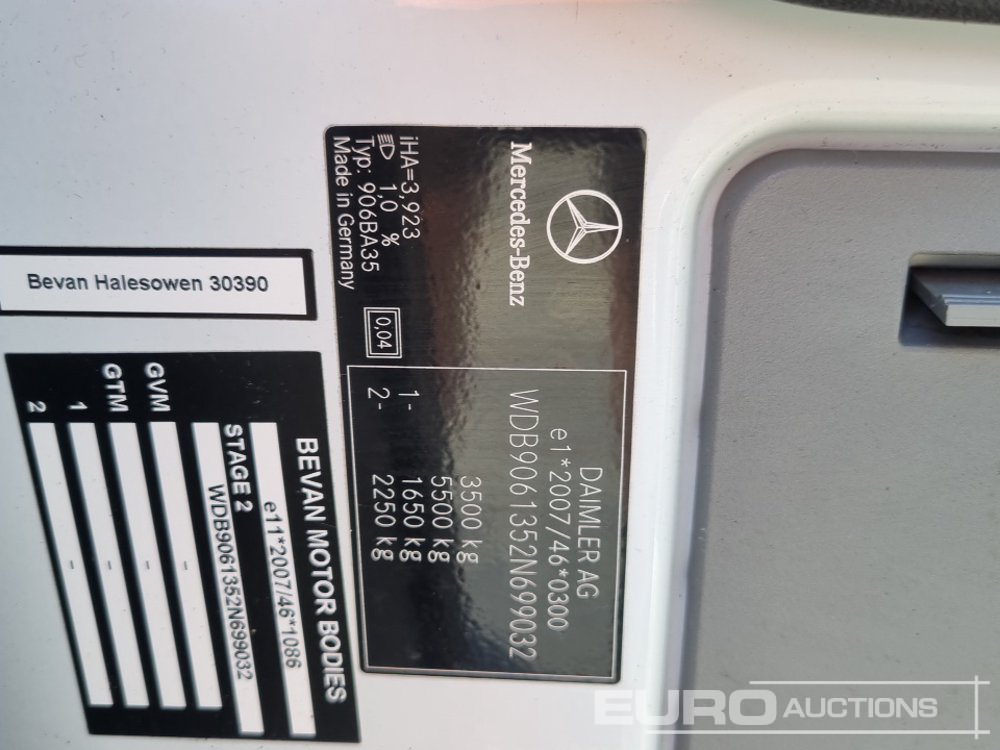 Mercedes-Benz
DAIMLER AG
e1*2007/46*0300
WDB9061352N699032
3500 kg
5500 kg
1- 1650 kg
2- 2250 kg
iHA=3,923
1,0 %
Typ: 906BA35
Made in Germany
0,04
Bevan Halesowen 30390
BEVAN MOTOR BODIES
e11*2007/46*1086
STAGE 2
WDB9061352N699032
GVM -
GTM -
1 -
2 -
EURO AUCTIONS